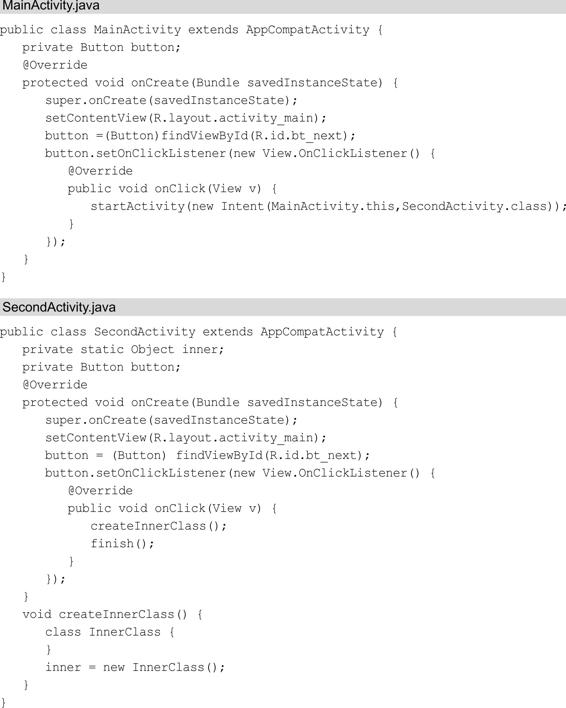 MainActivity.java
public class MainActivity extends AppCompatActivity {
   private Button button;
   @Override
   protected void onCreate(Bundle savedInstanceState) {
      super.onCreate(savedInstanceState);
      setContentView(R.layout.activity_main);
      button =(Button)findViewById(R.id.bt_next);
      button.setOnClickListener(new View.OnClickListener() {
         @Override
         public void onClick(View v) {
            startActivity(new Intent(MainActivity.this,SecondActivity.class));
         }
      });
   }
}
SecondActivity.java
public class SecondActivity extends AppCompatActivity {
   private static Object inner;
   private Button button;
   @Override
   protected void onCreate(Bundle savedInstanceState) {
      super.onCreate(savedInstanceState);
      setContentView(R.layout.activity_main);
      button = (Button) findViewById(R.id.bt_next);
      button.setOnClickListener(new View.OnClickListener() {
         @Override
         public void onClick(View v) {
            createInnerClass();
            finish();
         }
      });
   }
   void createInnerClass() {
      class InnerClass {
      }
      inner = new InnerClass();
   }
}